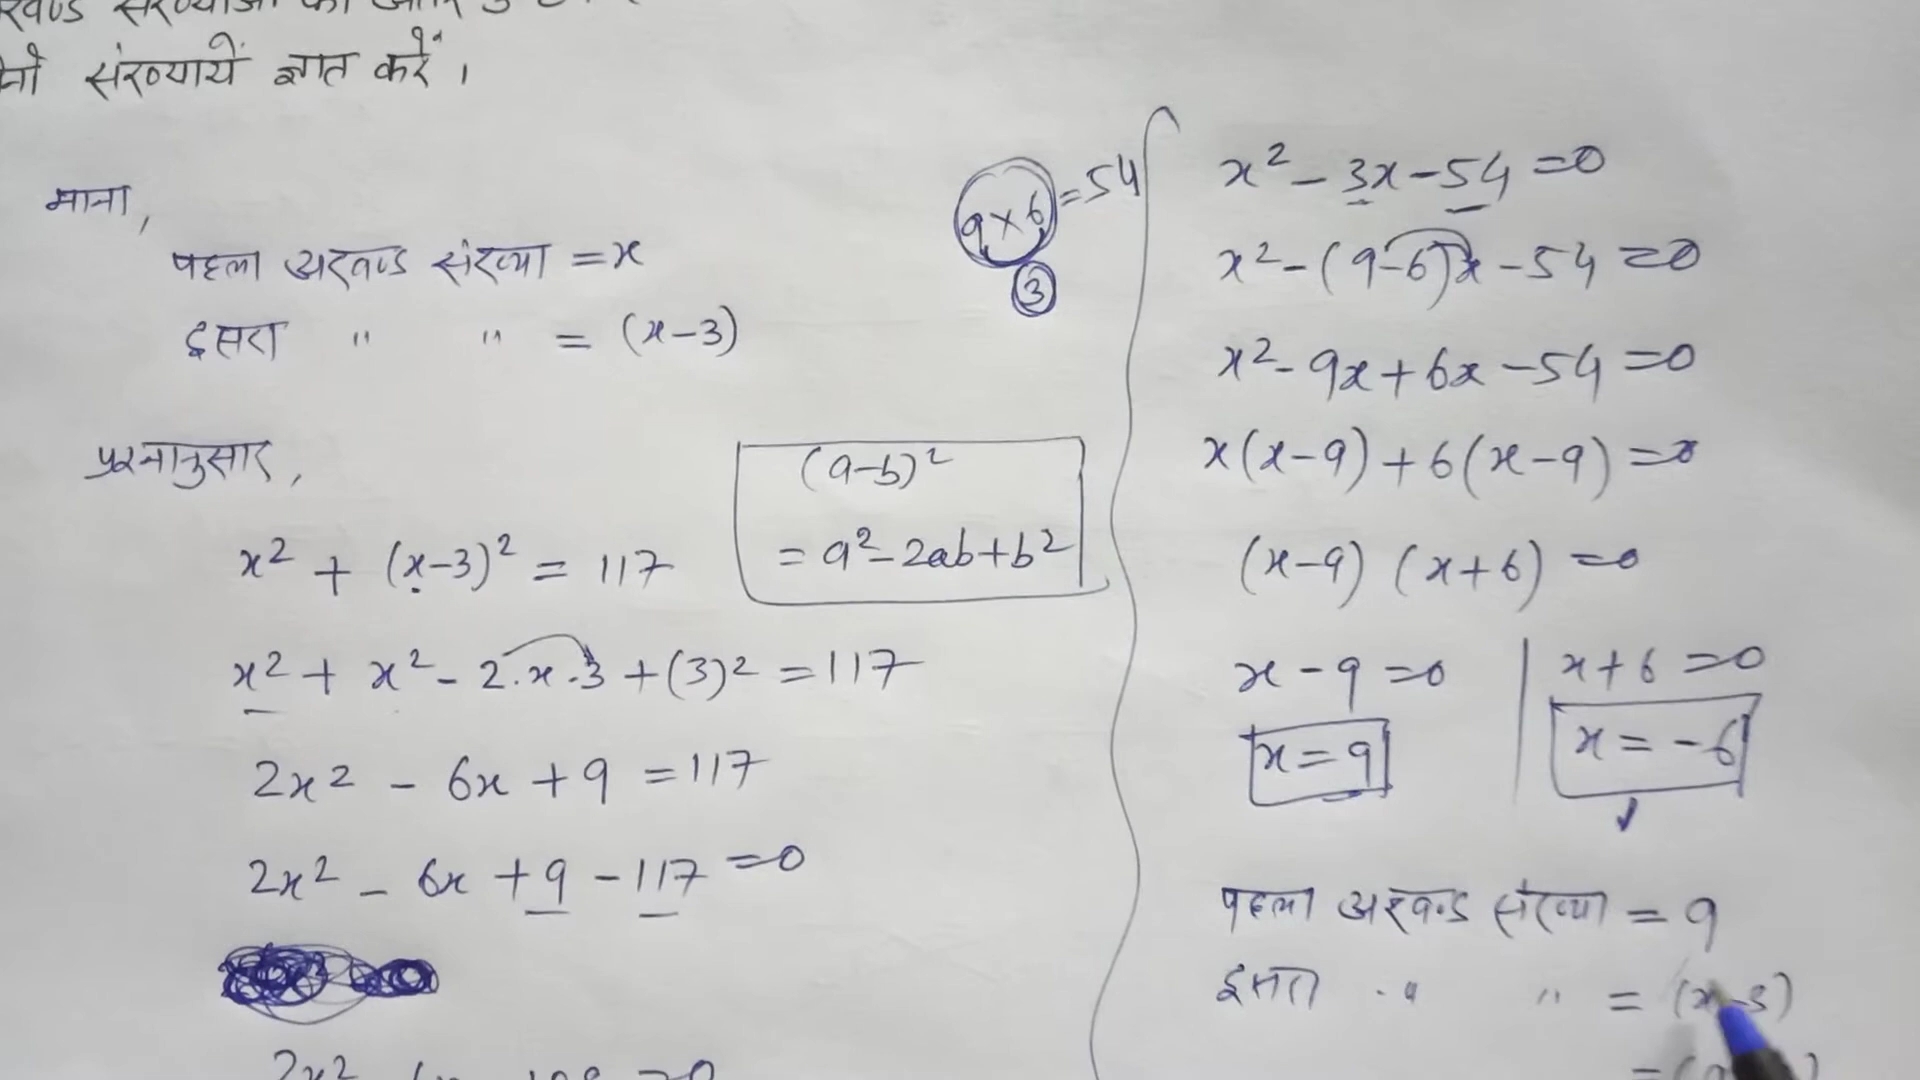 संख्याओं का अंतर 3
संख्यायें ज्ञात करें।
माना,
पहला अखण्ड संख्या = x
दूसरा " " = (x-3)
प्रश्नानुसार,
x² + (x-3)² = 117
x² + x² - 2.x.3 + (3)² = 117
2x² - 6x + 9 = 117
2x² - 6x + 9 - 117 = 0
2x²
9 × 6 = 54
3
(a-b)²
= a² - 2ab + b²
x² - 3x - 54 = 0
x² - (9-6)x - 54 = 0
x² - 9x + 6x - 54 = 0
x(x-9) + 6(x-9) = 0
(x-9) (x+6) = 0
x - 9 = 0 | x + 6 = 0
x = 9 x = -6
पहला अखण्ड संख्या = 9
दूसरा " " = (x-3)